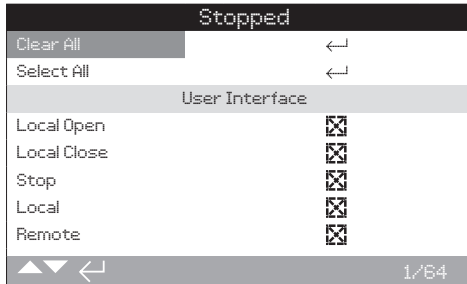 Stopped
Clear All
Select All
User Interface
Local Open
Local Close
Stop
Local
Remote
1/64